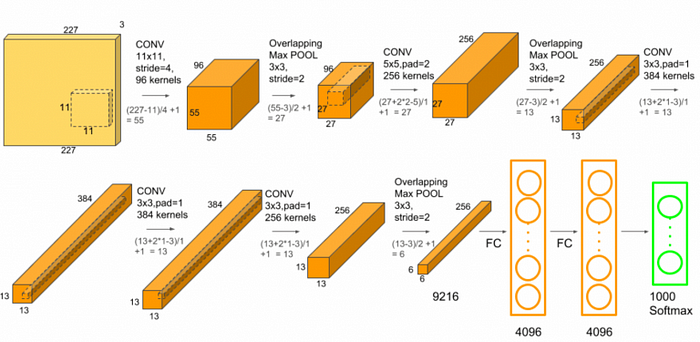 227
3
227
11
11
CONV
11x11,
stride=4,
96 kernels
(227-11)/4 +1
= 55
96
55
55
Overlapping
Max POOL
3x3,
stride=2
(55-3)/2 +1
= 27
96
27
27
CONV
5x5,pad=2
256 kernels
(27+2*2-5)/1
+1 = 27
256
27
27
Overlapping
Max POOL
3x3,
stride=2
(27-3)/2 +1
= 13
256
13
13
CONV
3x3,pad=1
384 kernels
(13+2*1-3)/1
+1 = 13
384
13
13
CONV
3x3,pad=1
384 kernels
(13+2*1-3)/1
+1 = 13
384
13
13
CONV
3x3,pad=1
256 kernels
(13+2*1-3)/1
+1 = 13
256
13
13
Overlapping
Max POOL
3x3,
stride=2
(13-3)/2 +1
= 6
256
6
6
9216
FC
4096
FC
4096
1000
Softmax